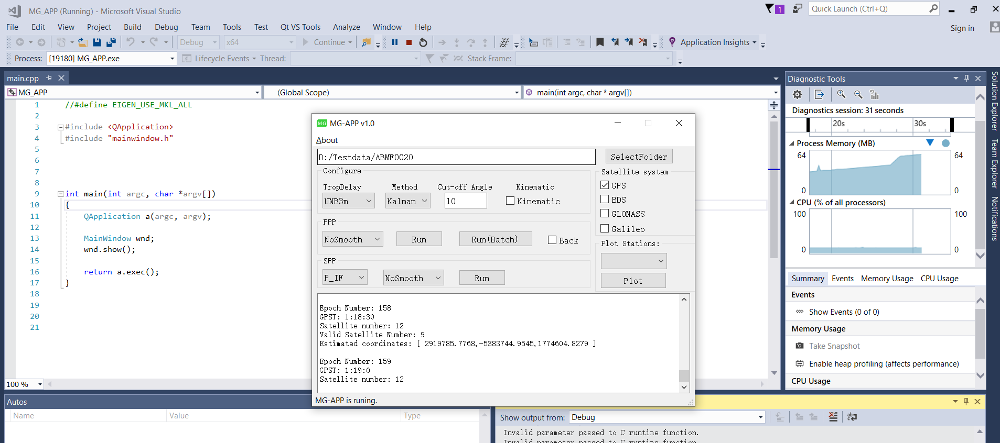 MG_APP (Running) - Microsoft Visual Studio
1
Quick Launch (Ctrl+Q)
File Edit View Project Build Debug Team Tools Test Qt VS Tools Analyze Window Help
Sign in
Debug x64 Continue Application Insights
Process: [19180] MG_APP.exe Lifecycle Events Thread: Stack Frame:
main.cpp
MG_APP (Global Scope) main(int argc, char * argv[])
1 //#define EIGEN_USE_MKL_ALL
2
3 #include <QApplication>
4 #include "mainwindow.h"
5
6
7
8
9 int main(int argc, char *argv[])
10 {
11 QApplication a(argc, argv);
12
13 MainWindow wnd;
14 wnd.show();
15
16 return a.exec();
17 }
18
19
20
21
100 %
MG MG-APP v1.0
About
D:/Testdata/ABMF0020 SelectFolder
Configure
TropDelay Method Cut-off Angle Kinematic
UNB3m Kalman 10 Kinematic
PPP
NoSmooth Run Run(Batch) Back
SPP
P_IF NoSmooth Run
Satellite system
GPS
BDS
GLONASS
Galileo
Plot Stations:
Plot
Epoch Number: 158
GPST: 1:18:30
Satellite number: 12
Valid Satellite Number: 9
Estimated coordinates: [ 2919785.7768,-5383744.9545,1774604.8279 ]
Epoch Number: 159
GPST: 1:19:0
Satellite number: 12
MG-APP is runing.
Diagnostic Tools
Diagnostics session: 31 seconds
20s 30s
Process Memory (MB)
64 64
0 0
CPU (% of all processors)
100 100
0 0
Summary Events Memory Usage CPU Usage
Events
Show Events (0 of 0)
Memory Usage
Take Snapshot
Enable heap profiling (affects performance)
CPU Usage
Solution Explorer
Team Explorer
Notifications
Autos
Name Value Type
Show output from: Debug
Invalid parameter passed to C runtime function.
Invalid parameter passed to C runtime function.